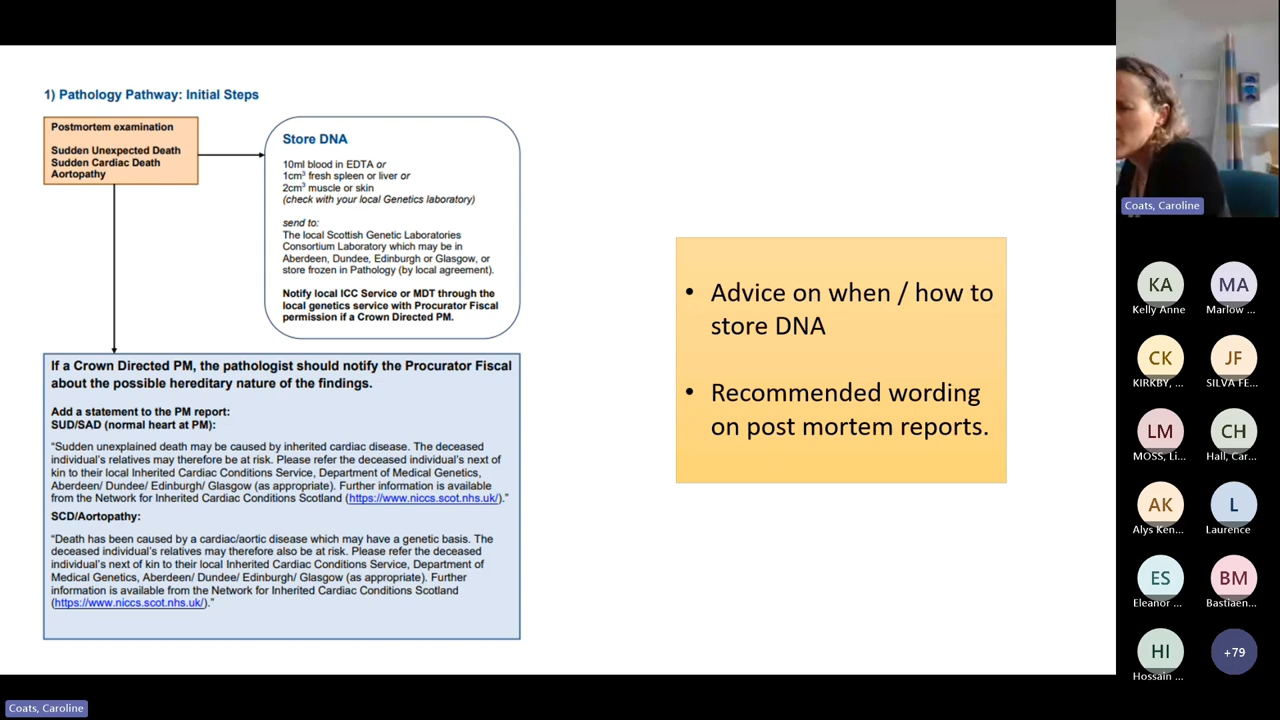 1) Pathology Pathway: Initial Steps
Postmortem examination
Sudden Unexpected Death
Sudden Cardiac Death
Aortopathy
Store DNA
10ml blood in EDTA or
1cm³ fresh spleen or liver or
2cm³ muscle or skin
(check with your local Genetics laboratory)
send to:
The local Scottish Genetic Laboratories
Consortium Laboratory which may be in
Aberdeen, Dundee, Edinburgh or Glasgow, or
store frozen in Pathology (by local agreement).
Notify local ICC Service or MDT through the
local genetics service with Procurator Fiscal
permission if a Crown Directed PM.
If a Crown Directed PM, the pathologist should notify the Procurator Fiscal
about the possible hereditary nature of the findings.
Add a statement to the PM report:
SUD/SAD (normal heart at PM):
“Sudden unexplained death may be caused by inherited cardiac disease. The deceased
individual’s relatives may therefore be at risk. Please refer the deceased individual’s next of
kin to their local Inherited Cardiac Conditions Service, Department of Medical Genetics,
Aberdeen/ Dundee/ Edinburgh/ Glasgow (as appropriate). Further information is available
from the Network for Inherited Cardiac Conditions Scotland (https://www.niccs.scot.nhs.uk/).”
SCD/Aortopathy:
“Death has been caused by a cardiac/aortic disease which may have a genetic basis. The
deceased individual’s relatives may therefore also be at risk. Please refer the deceased
individual’s next of kin to their local Inherited Cardiac Conditions Service, Department of
Medical Genetics, Aberdeen/ Dundee/ Edinburgh/ Glasgow (as appropriate). Further
information is available from the Network for Inherited Cardiac Conditions Scotland
(https://www.niccs.scot.nhs.uk/).”
• Advice on when / how to
store DNA
• Recommended wording
on post mortem reports.
Coats, Caroline
KA
MA
Kelly Anne
Marlow ...
CK
JF
KIRKBY, ...
SILVA FE...
LM
CH
MOSS, Li...
Hall, Car...
AK
L
Alys Ken...
Laurence
ES
BM
Eleanor ...
Bastiaen...
HI
+79
Hossain ...
Coats, Caroline